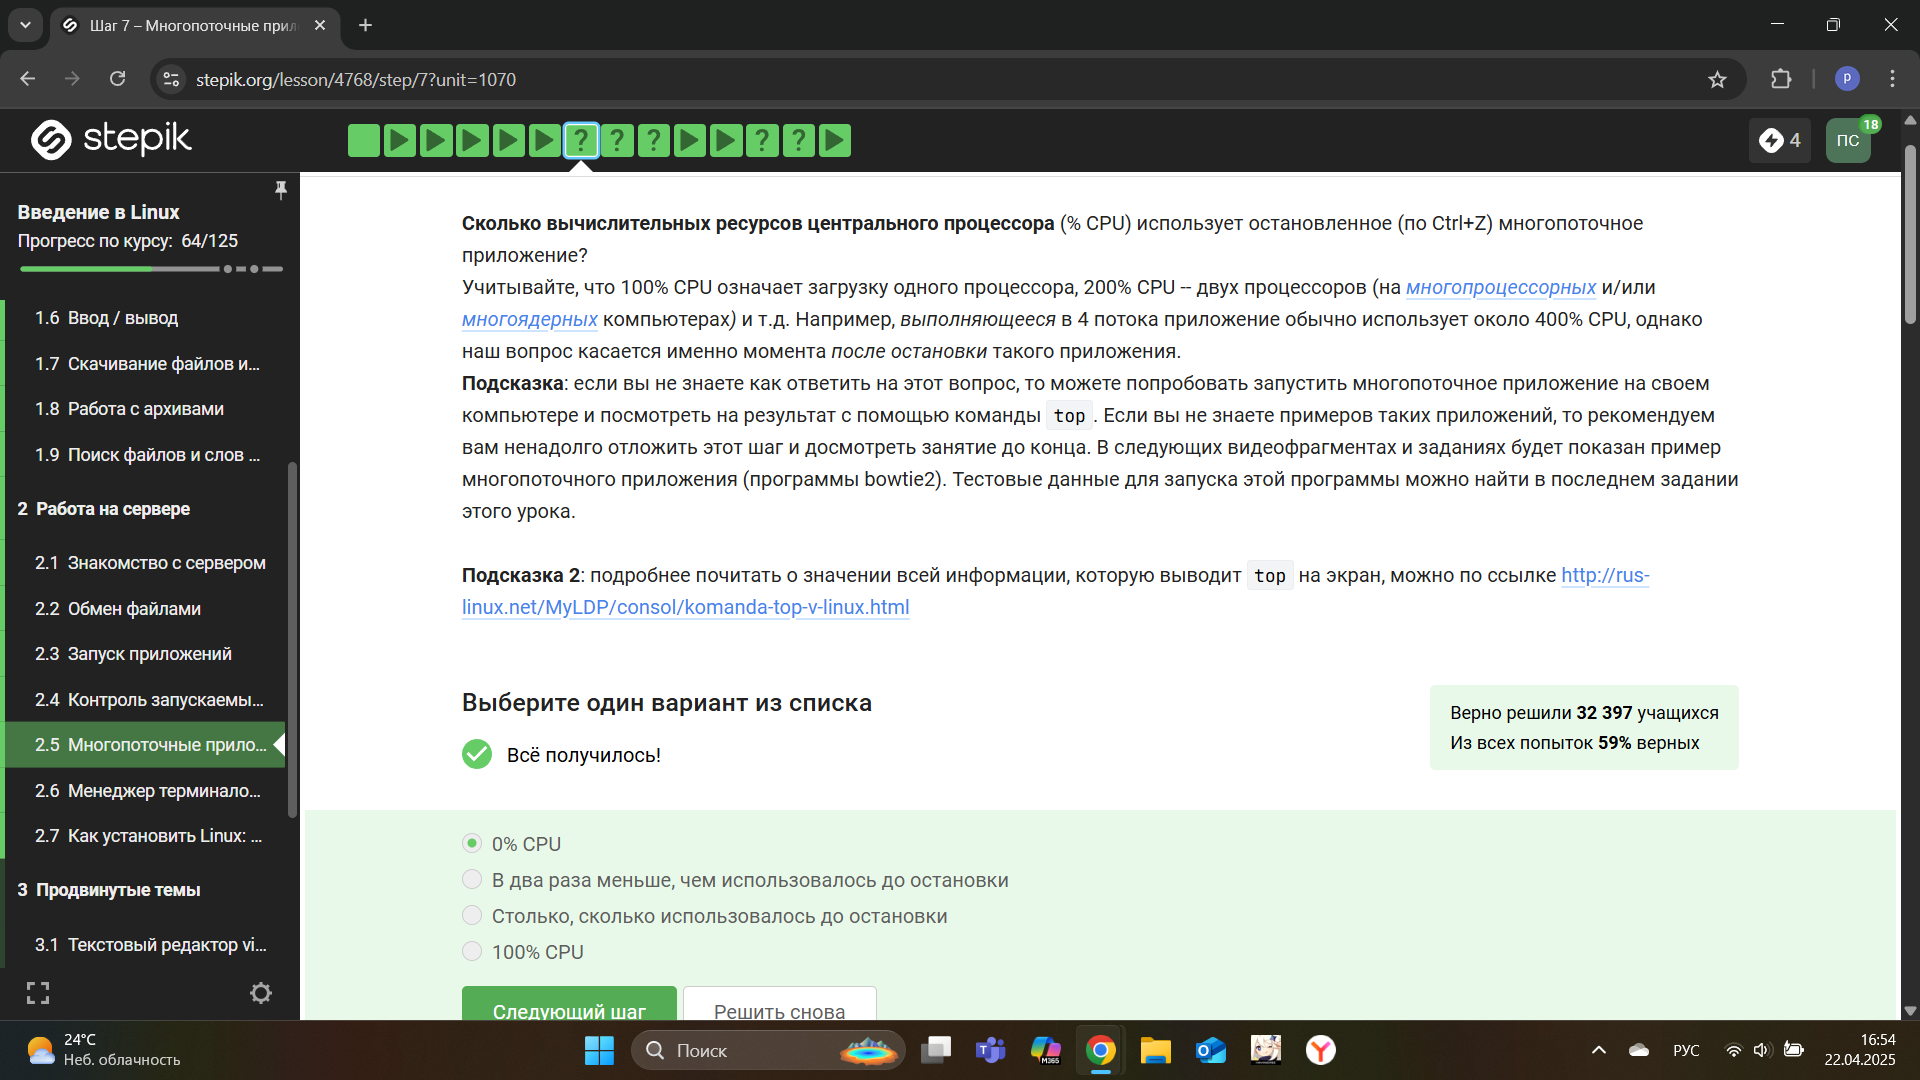 Шаг 7 – Многопоточные прил
stepik.org/lesson/4768/step/7?unit=1070
p
stepik
? ? ? ? ?
4
ПС
18
Введение в Linux
Прогресс по курсу: 64/125
1.6 Ввод / вывод
1.7 Скачивание файлов и...
1.8 Работа с архивами
1.9 Поиск файлов и слов ...
2 Работа на сервере
2.1 Знакомство с сервером
2.2 Обмен файлами
2.3 Запуск приложений
2.4 Контроль запускаемы...
2.5 Многопоточные прило...
2.6 Менеджер терминало...
2.7 Как установить Linux: ...
3 Продвинутые темы
3.1 Текстовый редактор vi...
Сколько вычислительных ресурсов центрального процессора (% CPU) использует остановленное (по Ctrl+Z) многопоточное
приложение?
Учитывайте, что 100% CPU означает загрузку одного процессора, 200% CPU -- двух процессоров (на многопроцессорных и/или
многоядерных компьютерах) и т.д. Например, выполняющееся в 4 потока приложение обычно использует около 400% CPU, однако
наш вопрос касается именно момента после остановки такого приложения.
Подсказка: если вы не знаете как ответить на этот вопрос, то можете попробовать запустить многопоточное приложение на своем
компьютере и посмотреть на результат с помощью команды top. Если вы не знаете примеров таких приложений, то рекомендуем
вам ненадолго отложить этот шаг и досмотреть занятие до конца. В следующих видеофрагментах и заданиях будет показан пример
многопоточного приложения (программы bowtie2). Тестовые данные для запуска этой программы можно найти в последнем задании
этого урока.
Подсказка 2: подробнее почитать о значении всей информации, которую выводит top на экран, можно по ссылке http://rus-
linux.net/MyLDP/consol/komanda-top-v-linux.html
Выберите один вариант из списка
Всё получилось!
Верно решили 32 397 учащихся
Из всех попыток 59% верных
0% CPU
В два раза меньше, чем использовалось до остановки
Столько, сколько использовалось до остановки
100% CPU
Следующий шаг
Решить снова
24°C
Неб. облачность
Поиск
M365
РУС
16:54
22.04.2025